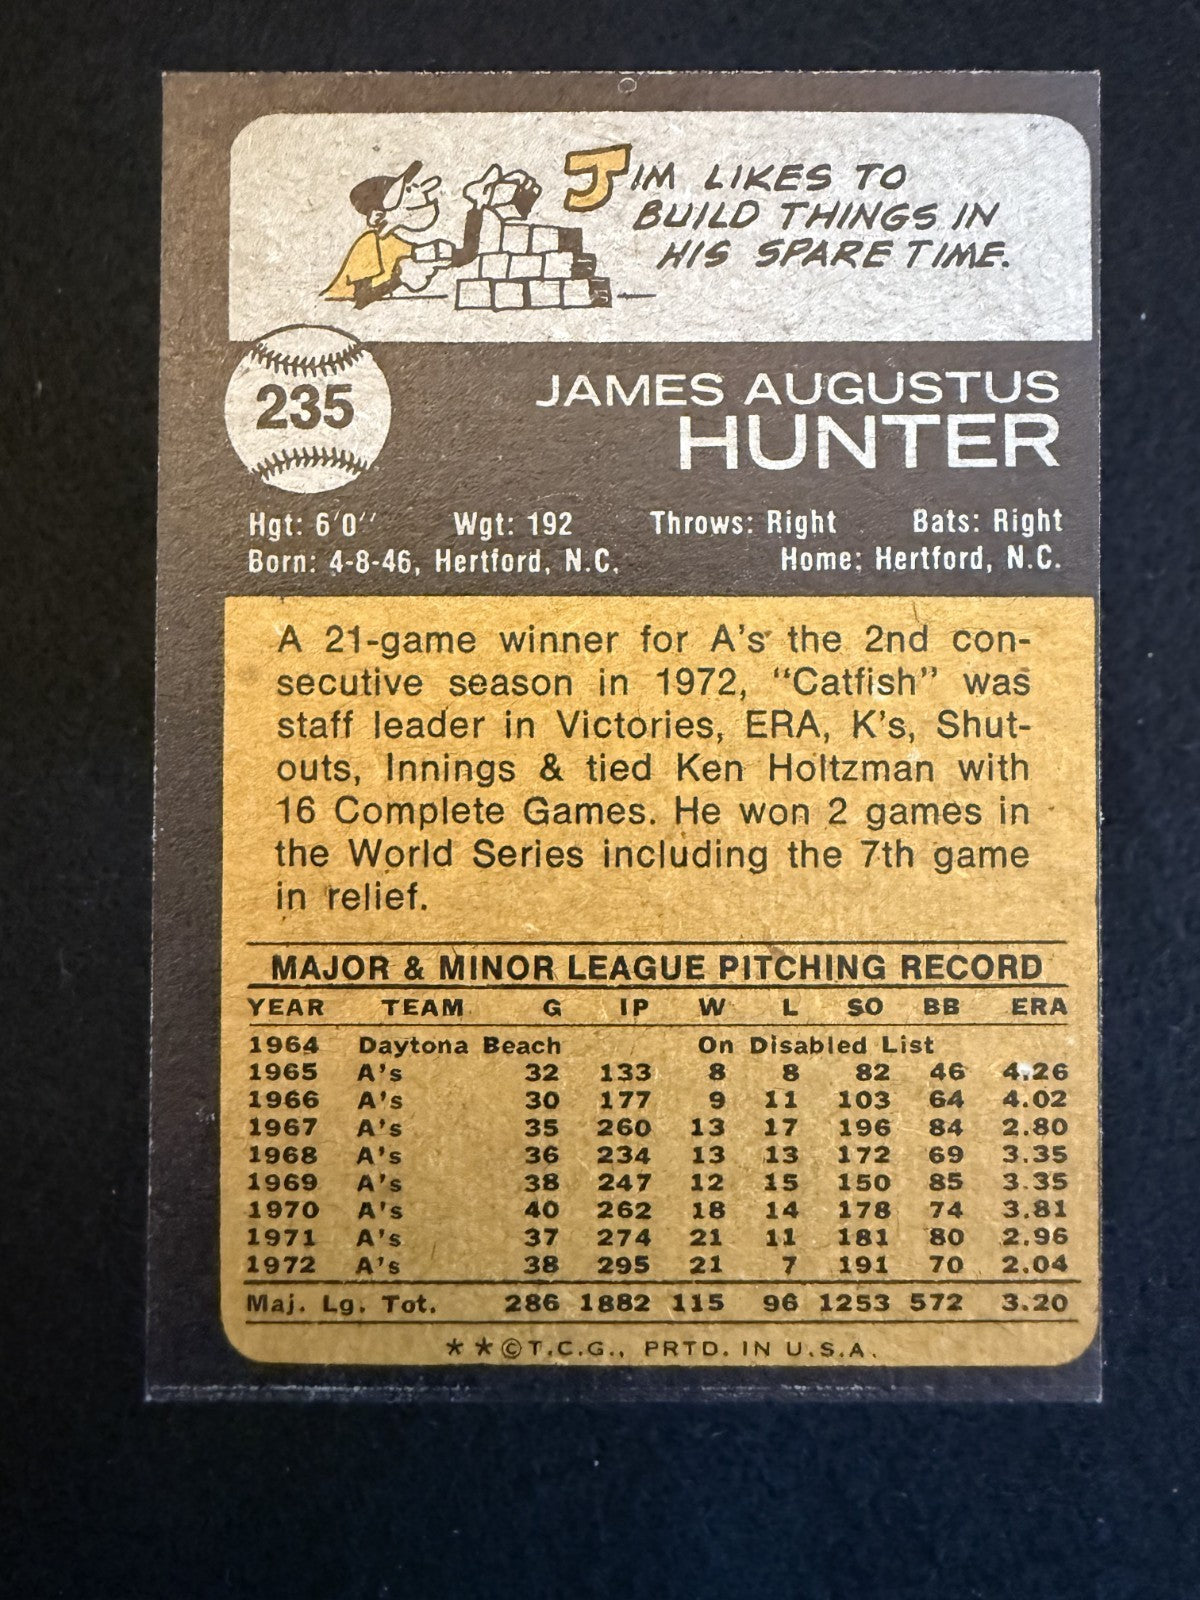 JIM LIKES TO
BUILD THINGS IN
HIS SPARE TIME.
235
JAMES AUGUSTUS
HUNTER
Hgt: 6'0" Wgt: 192 Throws: Right Bats: Right
Born: 4-8-46, Hertford, N.C. Home: Hertford, N.C.
A 21-game winner for A's the 2nd con-
secutive season in 1972, "Catfish" was
staff leader in Victories, ERA, K's, Shut-
outs, Innings & tied Ken Holtzman with
16 Complete Games. He won 2 games in
the World Series including the 7th game
in relief.
MAJOR & MINOR LEAGUE PITCHING RECORD
YEAR TEAM G IP W L SO BB ERA
1964 Daytona Beach On Disabled List
1965 A's 32 133 8 8 82 46 4.26
1966 A's 30 177 9 11 103 64 4.02
1967 A's 35 260 13 17 196 84 2.80
1968 A's 36 234 13 13 172 69 3.35
1969 A's 38 247 12 15 150 85 3.35
1970 A's 40 262 18 14 178 74 3.81
1971 A's 37 274 21 11 181 80 2.96
1972 A's 38 295 21 7 191 70 2.04
Maj. Lg. Tot. 286 1882 115 96 1253 572 3.20
**©T.C.G., PRTD. IN U.S.A.